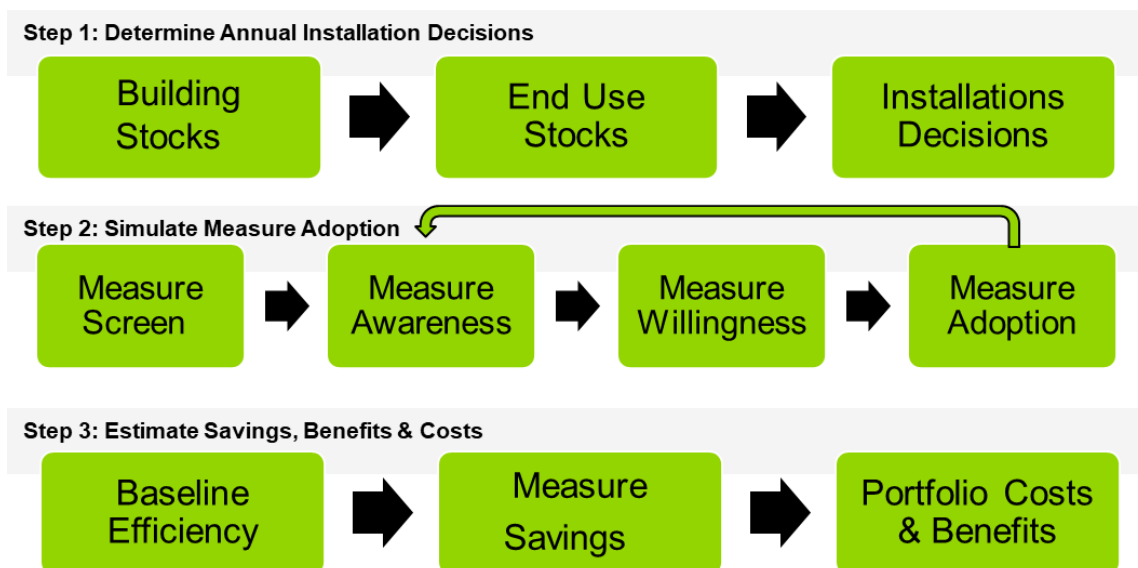 Step 1: Determine Annual Installation Decisions
Building
Stocks
End Use
Stocks
Installations
Decisions
Step 2: Simulate Measure Adoption
Measure
Screen
Measure
Awareness
Measure
Willingness
Measure
Adoption
Step 3: Estimate Savings, Benefits & Costs
Baseline
Efficiency
Measure
Savings
Portfolio Costs
& Benefits